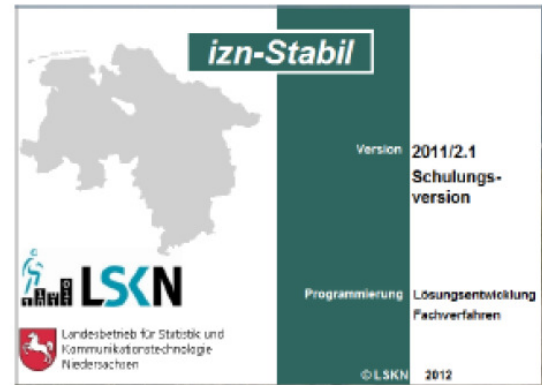 izn-Stabil
Version 2011/2.1
Schulungs-
version
LSKN
Programmierung Lösungsentwicklung
Fachverfahren
Landesbetrieb für Statistik und
Kommunikationstechnologie
Niedersachsen
© LSKN 2012